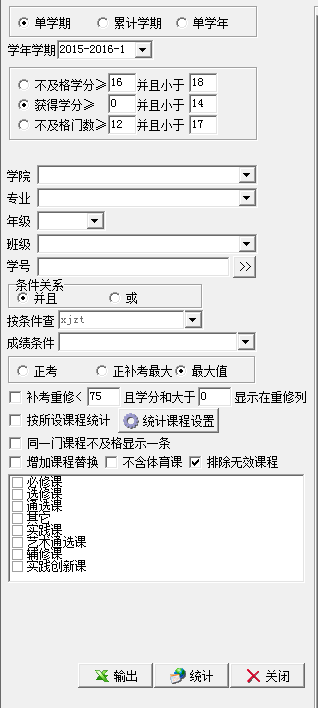 单学期 累计学期 单学年
学年学期 2015-2016-1
不及格学分≥ 16 并且小于 18
获得学分≥ 0 并且小于 14
不及格门数≥ 12 并且小于 17
学院
专业
年级
班级
学号 >>
条件关系
并且 或
按条件查 xjzt
成绩条件
正考 正补考最大 最大值
补考重修< 75 且学分和大于 0 显示在重修列
按所设课程统计 统计课程设置
同一门课程不及格显示一条
增加课程替换 不含体育课 排除无效课程
必修课
选修课
通选课
其它
实践课
艺术通选课
辅修课
实践创新课
输出 统计 关闭